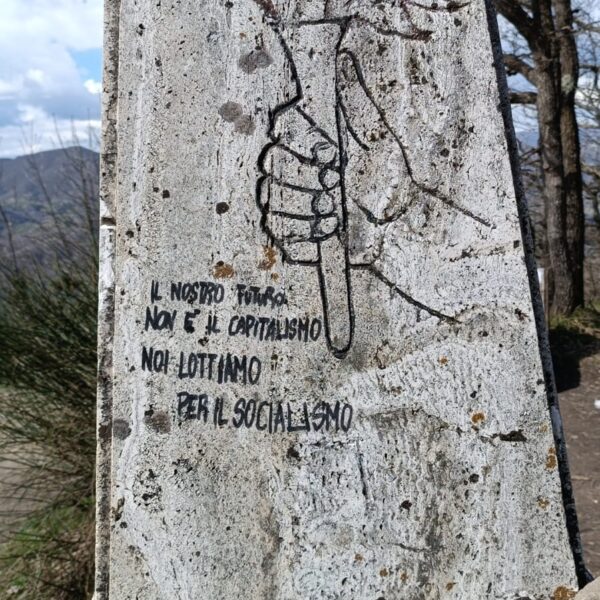 IL NOSTRO FUTURO
NON È IL CAPITALISMO
NOI LOTTIAMO
PER IL SOCIALISMO